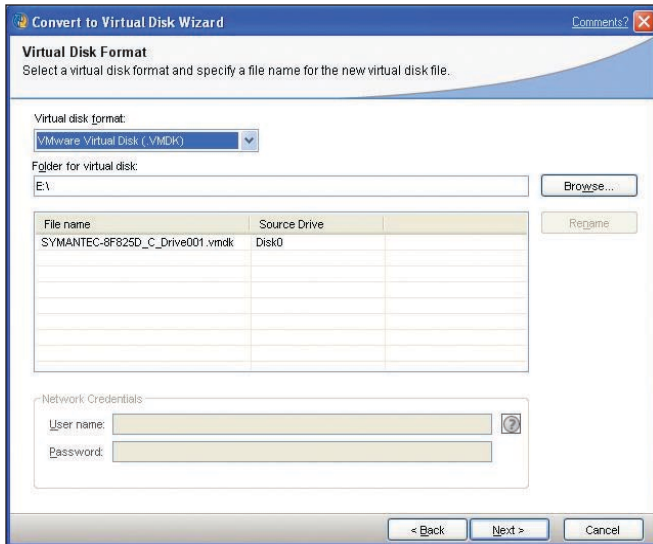 Convert to Virtual Disk Wizard Comments?
Virtual Disk Format
Select a virtual disk format and specify a file name for the new virtual disk file.
Virtual disk format:
VMware Virtual Disk (.VMDK)
Folder for virtual disk:
E:\ Browse...
File name Source Drive Rename
SYMANTEC-8F825D_C_Drive001.vmdk Disk0
Network Credentials
User name: ?
Password:
< Back Next > Cancel